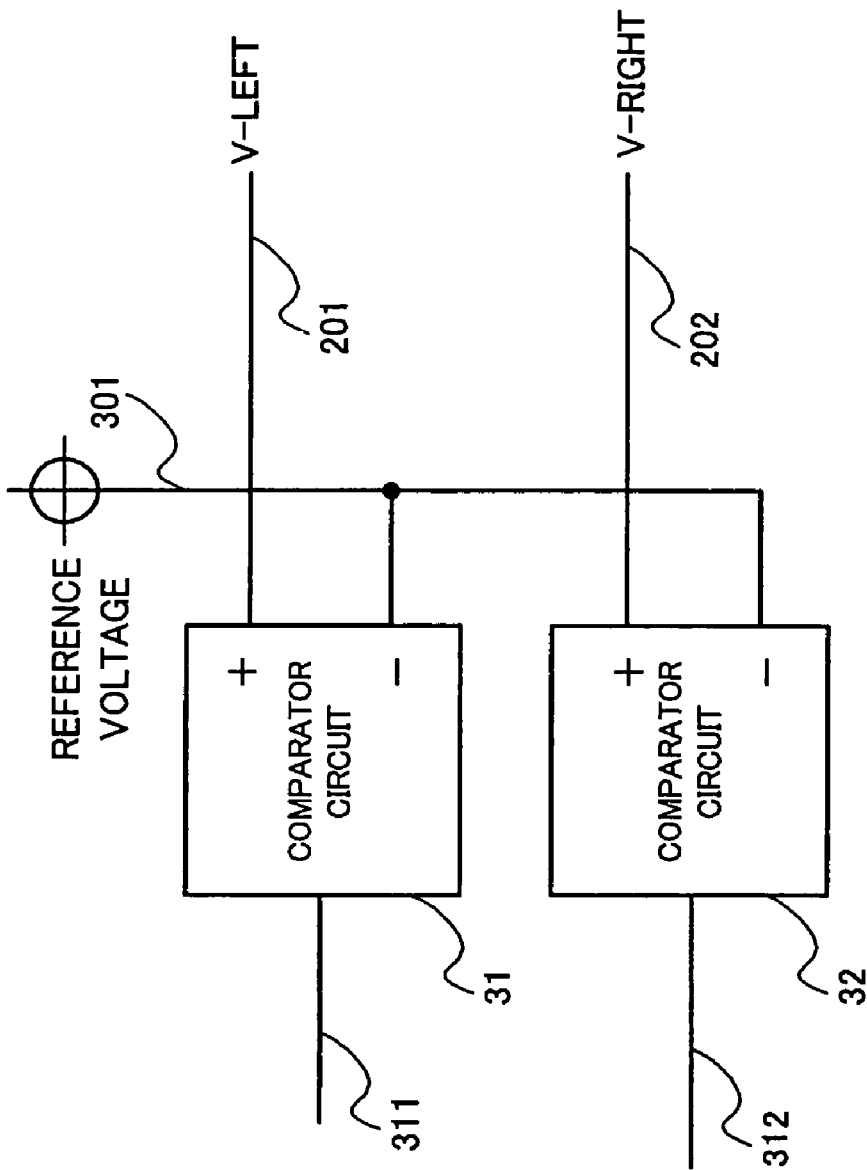 REFERENCE
VOLTAGE
301
V-LEFT
201
+
-
COMPARATOR
CIRCUIT
31
311
V-RIGHT
202
+
-
COMPARATOR
CIRCUIT
32
312